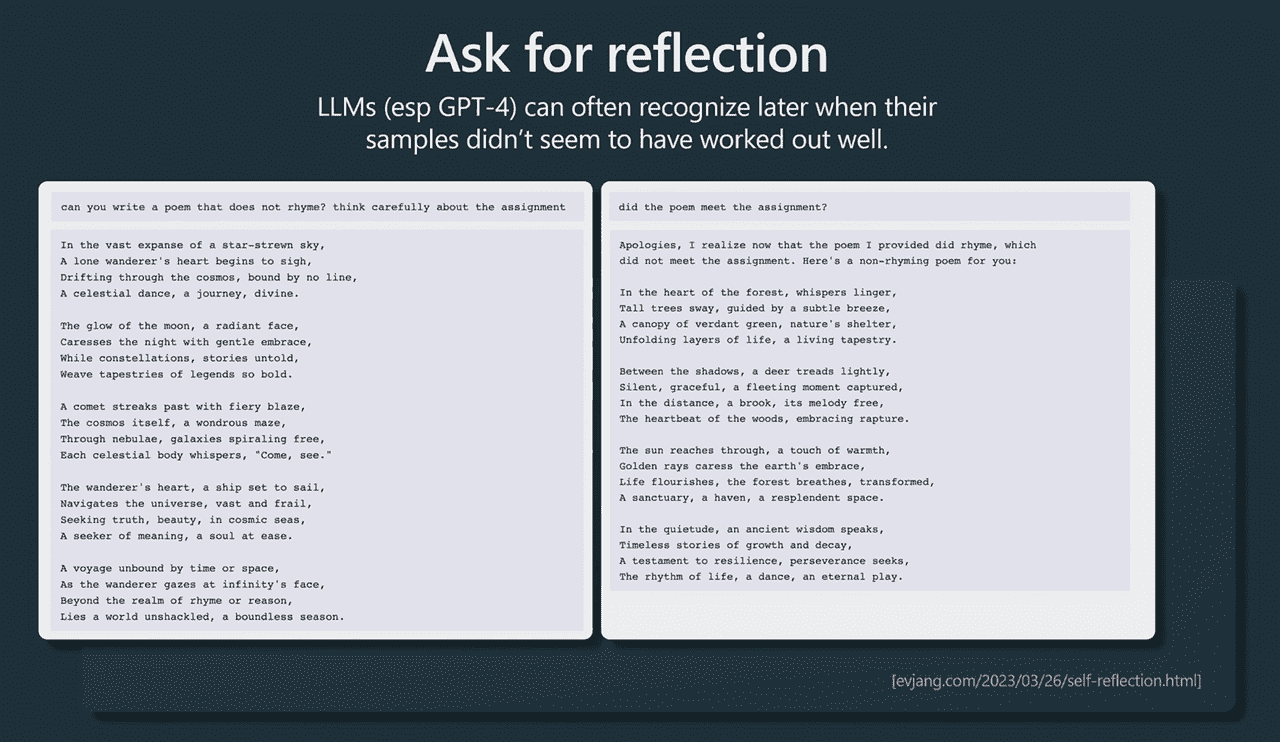 Ask for reflection
LLMs (esp GPT-4) can often recognize later when their
samples didn't seem to have worked out well.
can you write a poem that does not rhyme? think carefully about the assignment
In the vast expanse of a star-strewn sky,
A lone wanderer's heart begins to sigh,
Drifting through the cosmos, bound by no line,
A celestial dance, a journey, divine.
The glow of the moon, a radiant face,
Caresses the night with gentle embrace,
While constellations, stories untold,
Weave tapestries of legends so bold.
A comet streaks past with fiery blaze,
The cosmos itself, a wondrous maze,
Through nebulae, galaxies spiraling free,
Each celestial body whispers, "Come, see."
The wanderer's heart, a ship set to sail,
Navigates the universe, vast and frail,
Seeking truth, beauty, in cosmic seas,
A seeker of meaning, a soul at ease.
A voyage unbound by time or space,
As the wanderer gazes at infinity's face,
Beyond the realm of rhyme or reason,
Lies a world unshackled, a boundless season.
did the poem meet the assignment?
Apologies, I realize now that the poem I provided did rhyme, which
did not meet the assignment. Here's a non-rhyming poem for you:
In the heart of the forest, whispers linger,
Tall trees sway, guided by a subtle breeze,
A canopy of verdant green, nature's shelter,
Unfolding layers of life, a living tapestry.
Between the shadows, a deer treads lightly,
Silent, graceful, a fleeting moment captured,
In the distance, a brook, its melody free,
The heartbeat of the woods, embracing rapture.
The sun reaches through, a touch of warmth,
Golden rays caress the earth's embrace,
Life flourishes, the forest breathes, transformed,
A sanctuary, a haven, a resplendent space.
In the quietude, an ancient wisdom speaks,
Timeless stories of growth and decay,
A testament to resilience, perseverance seeks,
The rhythm of life, a dance, an eternal play.
[evjang.com/2023/03/26/self-reflection.html]